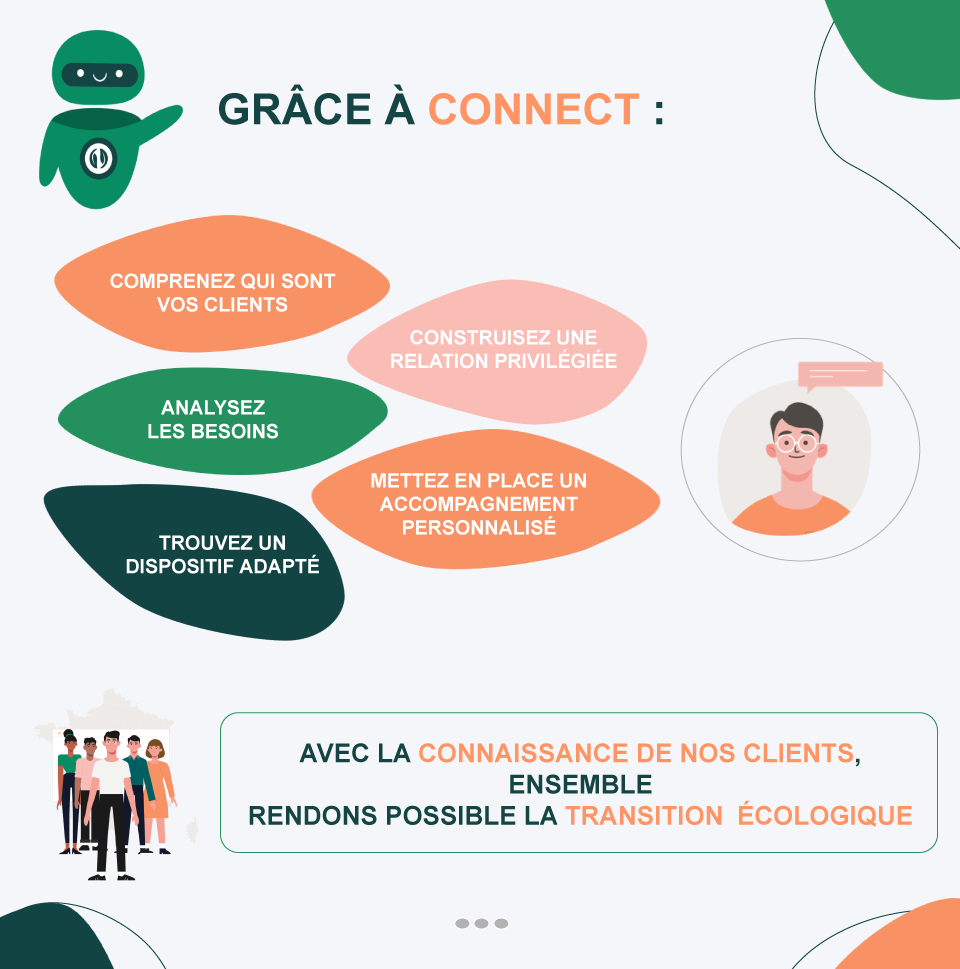 GRÂCE À CONNECT :
COMPRENEZ QUI SONT
VOS CLIENTS
CONSTRUISEZ UNE
RELATION PRIVILÉGIÉE
ANALYSEZ
LES BESOINS
METTEZ EN PLACE UN
ACCOMPAGNEMENT
PERSONNALISÉ
TROUVEZ UN
DISPOSITIF ADAPTÉ
AVEC LA CONNAISSANCE DE NOS CLIENTS,
ENSEMBLE
RENDONS POSSIBLE LA TRANSITION ÉCOLOGIQUE